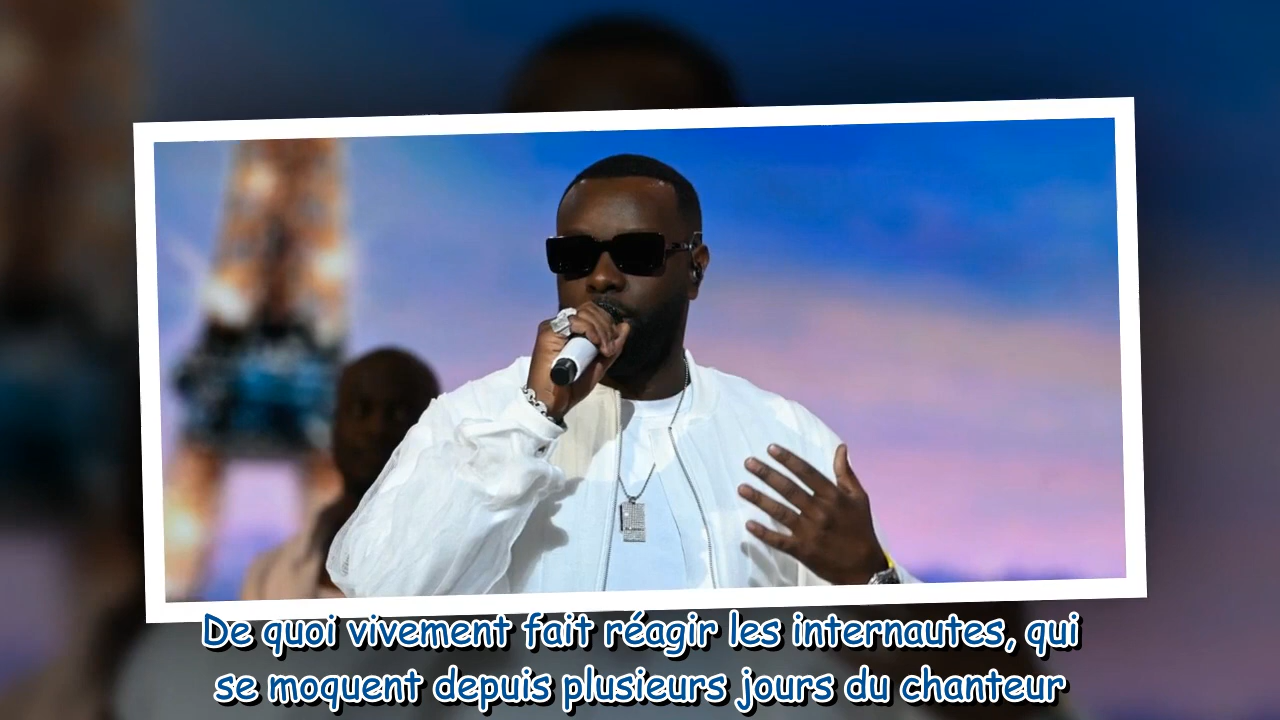 De quoi vivement fait réagir les internautes, qui
se moquent depuis plusieurs jours du chanteur